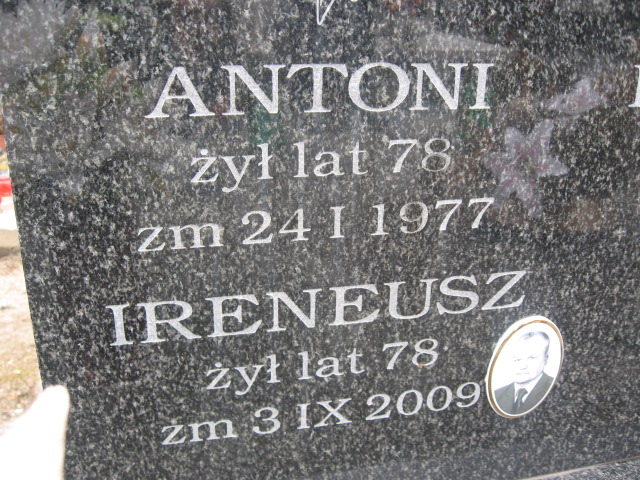 ANTONI
żył lat 78
zm 24 I 1977
IRENEUSZ
żył lat 78
zm 3 IX 2009